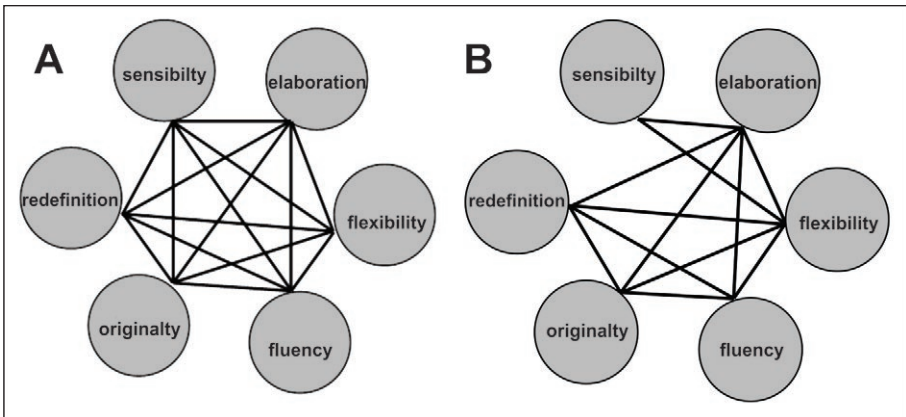 A
sensibilty
elaboration
redefinition
flexibility
originalty
fluency
B
sensibilty
elaboration
redefinition
flexibility
originalty
fluency